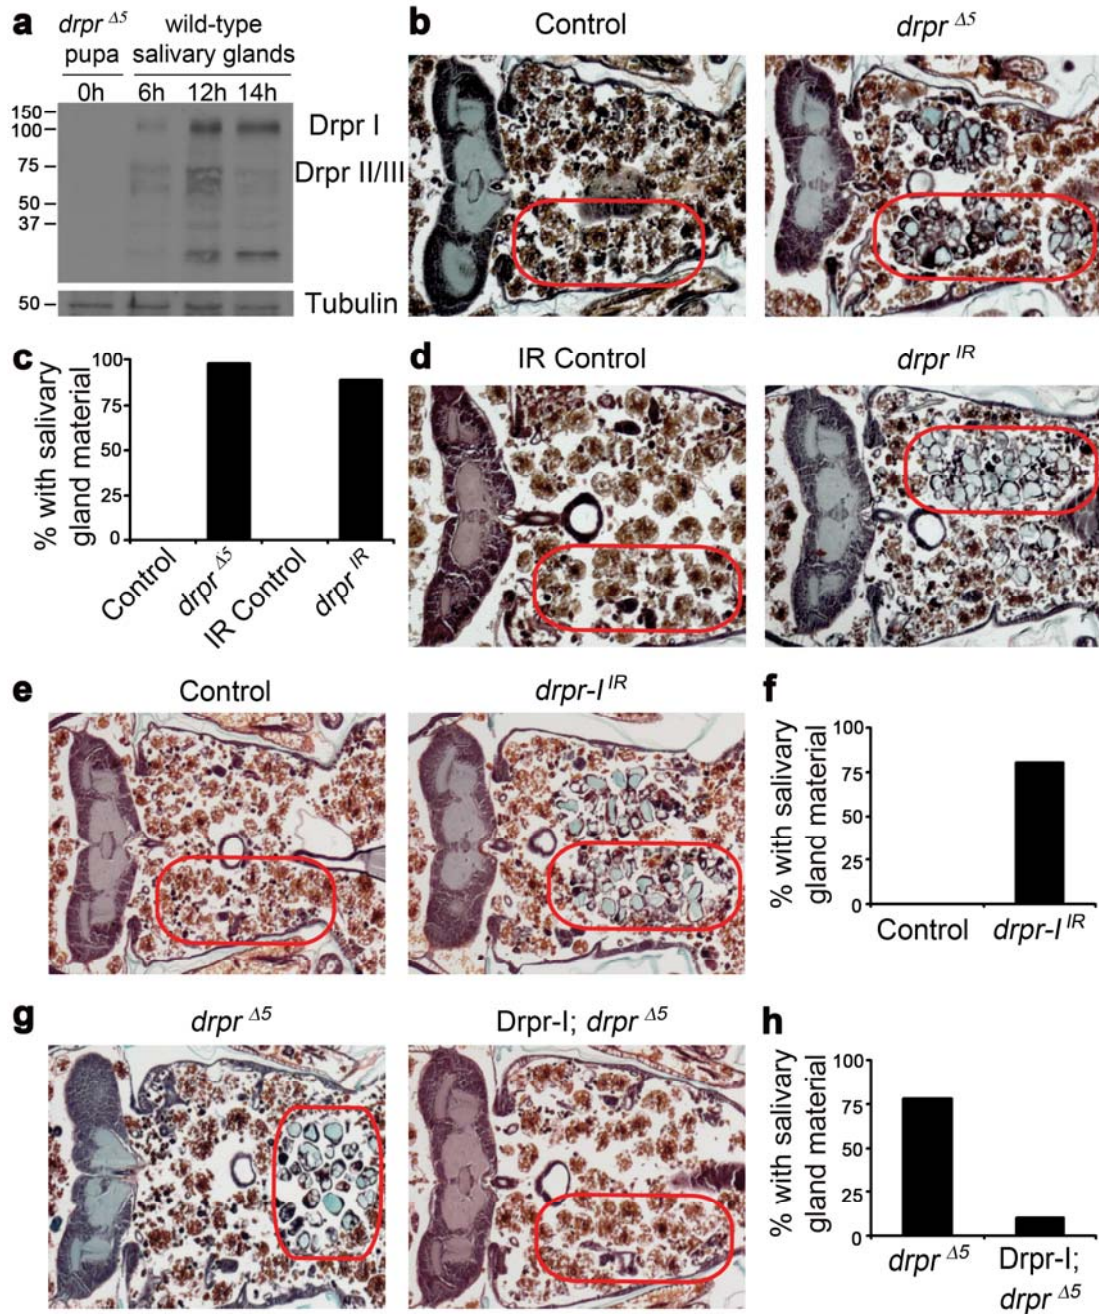 a
drpr Δ5 wild-type
pupa salivary glands
0h 6h 12h 14h
150
100
75
50
37
Drpr I
Drpr II/III
50
Tubulin
b
Control
drpr Δ5
c
% with salivary
gland material
100
75
50
25
0
Control
drpr Δ5
IR Control
drpr IR
d
IR Control
drpr IR
e
Control
drpr-I IR
f
% with salivary
gland material
100
75
50
25
0
Control
drpr-I IR
g
drpr Δ5
Drpr-I; drpr Δ5
h
% with salivary
gland material
100
75
50
25
0
drpr Δ5
Drpr-I;
drpr Δ5